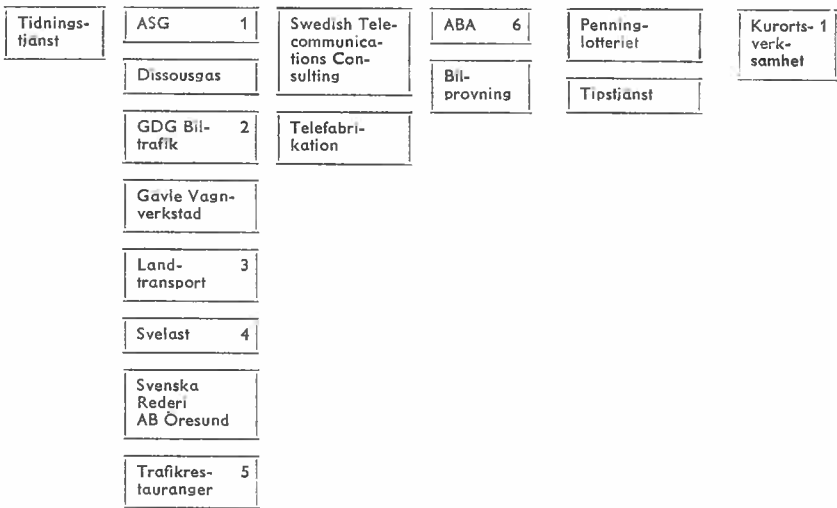 Tidnings-
tjänst
ASG 1
Dissousgas
GDG Bil- 2
trafik
Gävle Vagn-
verkstad
Land- 3
transport
Svelast 4
Svenska
Rederi
AB Öresund
Trafikres- 5
tauranger
Swedish Tele-
communica-
tions Con-
sulting
Telefabri-
kation
ABA 6
Bil-
provning
Penning-
lotteriet
Tipstjänst
Kurorts- 1
verk-
samhet